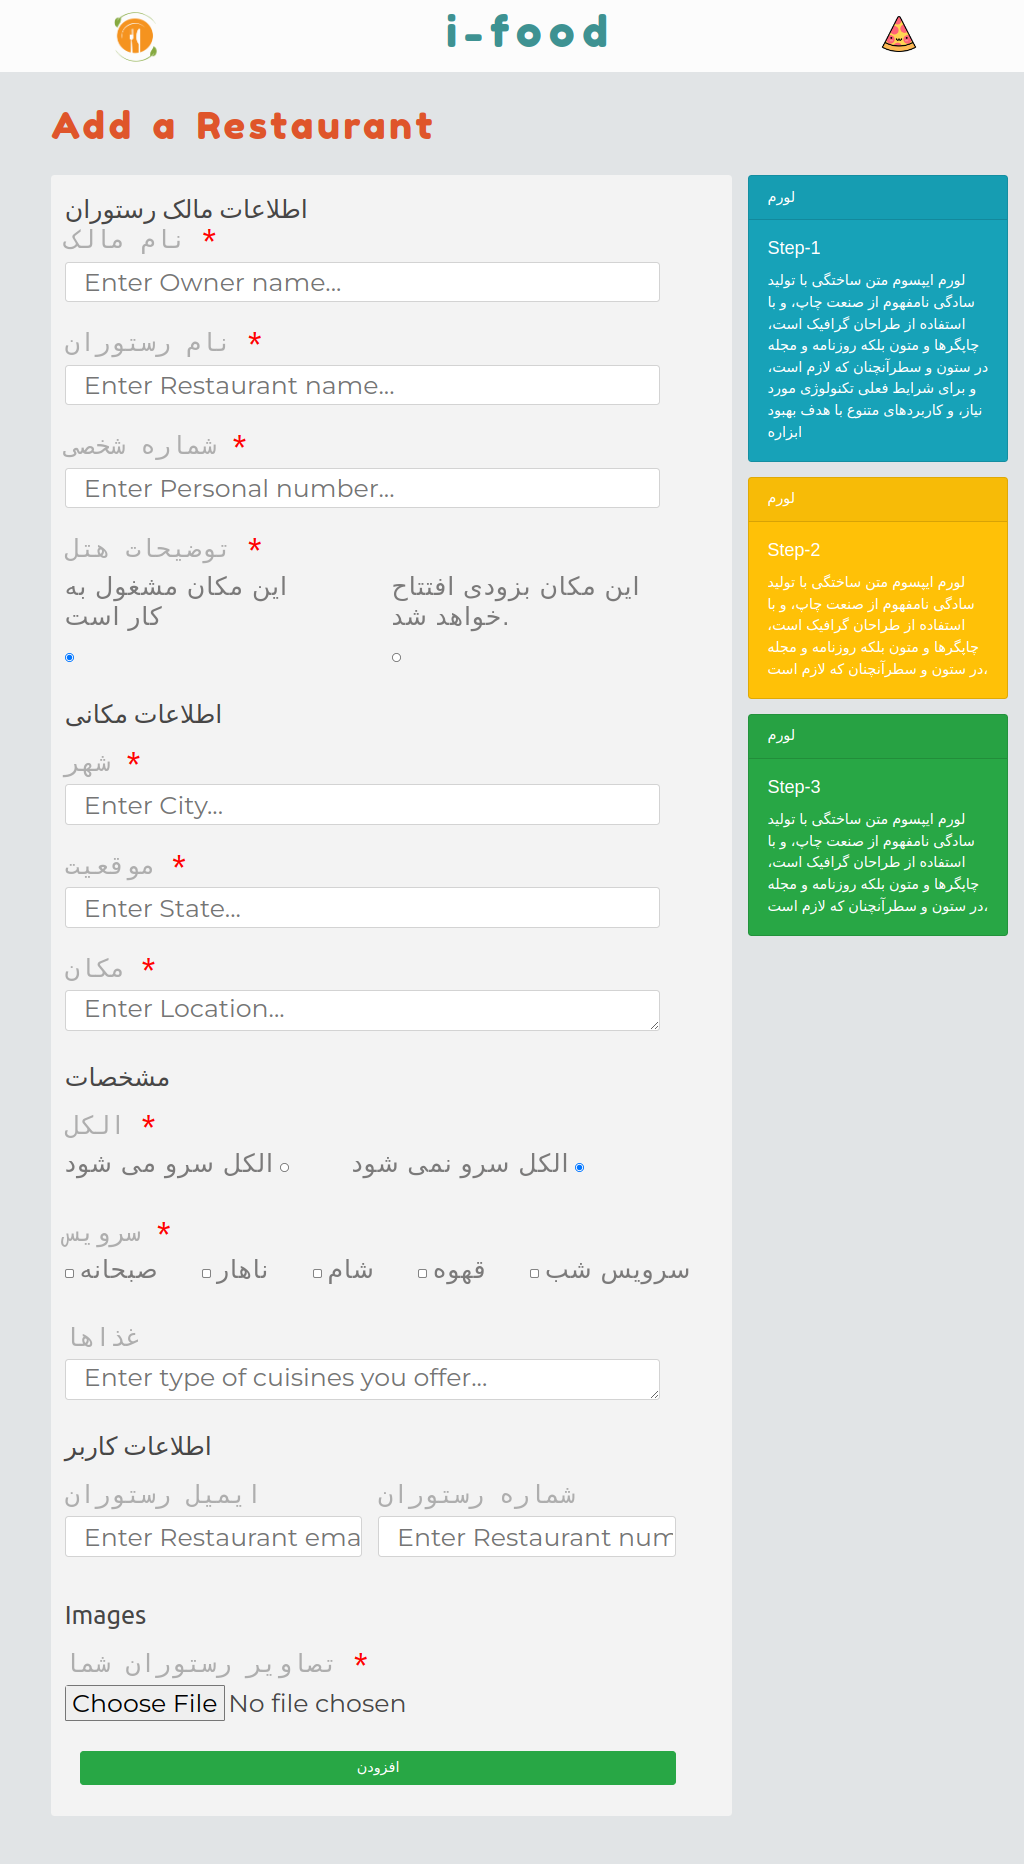 i-food
Add a Restaurant
اطلاعات مالک رستوران
نام مالک *
Enter Owner name...
نام رستوران *
Enter Restaurant name...
شماره شخصی *
Enter Personal number...
توضیحات هتل *
این مکان مشغول به
کار است
این مکان بزودی افتتاح
خواهد شد.
اطلاعات مکانی
شهر *
Enter City...
موقعیت *
Enter State...
مکان *
Enter Location...
مشخصات
الکل *
الکل سرو می شود
الکل سرو نمی شود
سرویس *
صبحانه
ناهار
شام
قهوه
سرویس شب
غذاها
Enter type of cuisines you offer...
اطلاعات کاربر
ایمیل رستوران
Enter Restaurant ema
شماره رستوران
Enter Restaurant num
Images
تصاویر رستوران شما *
Choose File No file chosen
افزودن
لورم
Step-1
لورم ایپسوم متن ساختگی با تولید
سادگی نامفهوم از صنعت چاپ، و با
استفاده از طراحان گرافیک است،
چاپگرها و متون بلکه روزنامه و مجله
در ستون و سطرآنچنان که لازم است،
و برای شرایط فعلی تکنولوژی مورد
نیاز، و کاربردهای متنوع با هدف بهبود
ابزاره
لورم
Step-2
لورم ایپسوم متن ساختگی با تولید
سادگی نامفهوم از صنعت چاپ، و با
استفاده از طراحان گرافیک است،
چاپگرها و متون بلکه روزنامه و مجله
در ستون و سطرآنچنان که لازم است،
لورم
Step-3
لورم ایپسوم متن ساختگی با تولید
سادگی نامفهوم از صنعت چاپ، و با
استفاده از طراحان گرافیک است،
چاپگرها و متون بلکه روزنامه و مجله
در ستون و سطرآنچنان که لازم است،